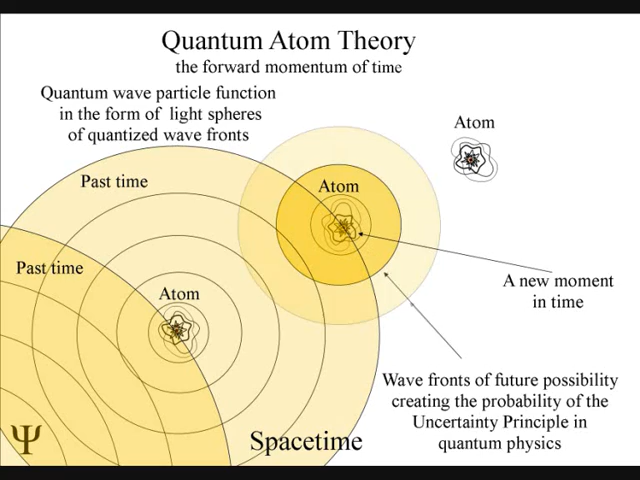 Quantum Atom Theory
the forward momentum of time
Quantum wave particle function
in the form of light spheres
of quantized wave fronts
Atom
Past time
Atom
Past time
Atom
A new moment
in time
Wave fronts of future possibility
creating the probability of the
Uncertainty Principle in
quantum physics
Spacetime
Ψ